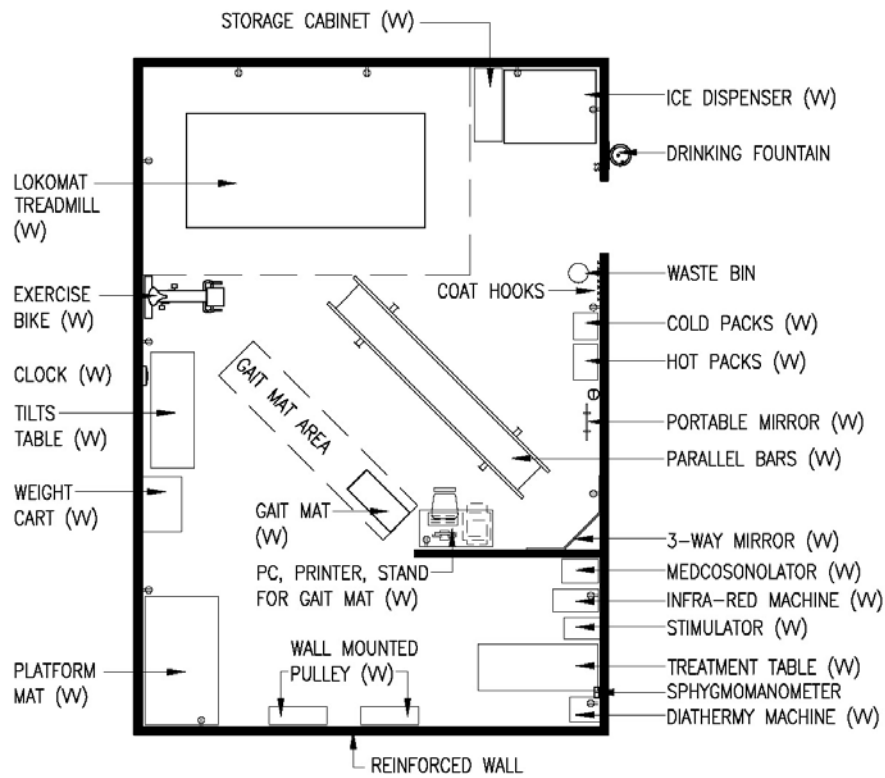 STORAGE CABINET (W)
ICE DISPENSER (W)
DRINKING FOUNTAIN
LOKOMAT
TREADMILL
(W)
WASTE BIN
COAT HOOKS
EXERCISE
BIKE (W)
COLD PACKS (W)
HOT PACKS (W)
CLOCK (W)
GAIT MAT AREA
TILTS
TABLE (W)
PORTABLE MIRROR (W)
PARALLEL BARS (W)
WEIGHT
CART (W)
GAIT MAT
(W)
3-WAY MIRROR (W)
PC, PRINTER, STAND
FOR GAIT MAT (W)
MEDCOSONOLATOR (W)
INFRA-RED MACHINE (W)
STIMULATOR (W)
WALL MOUNTED
PULLEY (W)
PLATFORM
MAT (W)
TREATMENT TABLE (W)
SPHYGMOMANOMETER
DIATHERMY MACHINE (W)
REINFORCED WALL